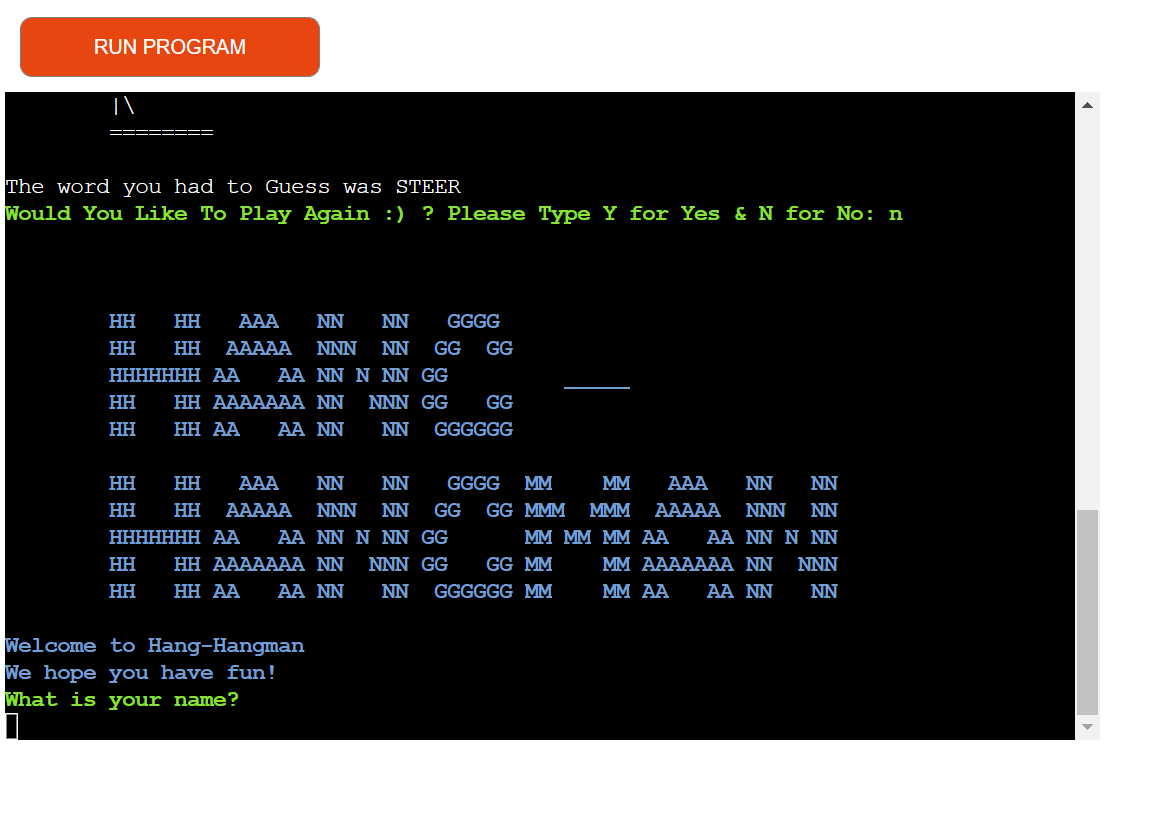 RUN PROGRAM
|\
========
The word you had to Guess was STEER
Would You Like To Play Again :) ? Please Type Y for Yes & N for No: n
HH   HH   AAA   NN   NN   GGGG
HH   HH  AAAAA  NNN  NN  GG  GG
HHHHHHH AA   AA NN N NN GG         _____
HH   HH AAAAAAA NN  NNN GG   GG
HH   HH AA   AA NN   NN  GGGGGG
HH   HH   AAA   NN   NN   GGGG  MM    MM   AAA   NN   NN
HH   HH  AAAAA  NNN  NN  GG  GG MMM  MMM  AAAAA  NNN  NN
HHHHHHH AA   AA NN N NN GG      MM MM MM AA   AA NN N NN
HH   HH AAAAAAA NN  NNN GG   GG MM    MM AAAAAAA NN  NNN
HH   HH AA   AA NN   NN  GGGGGG MM    MM AA   AA NN   NN
Welcome to Hang-Hangman
We hope you have fun!
What is your name?